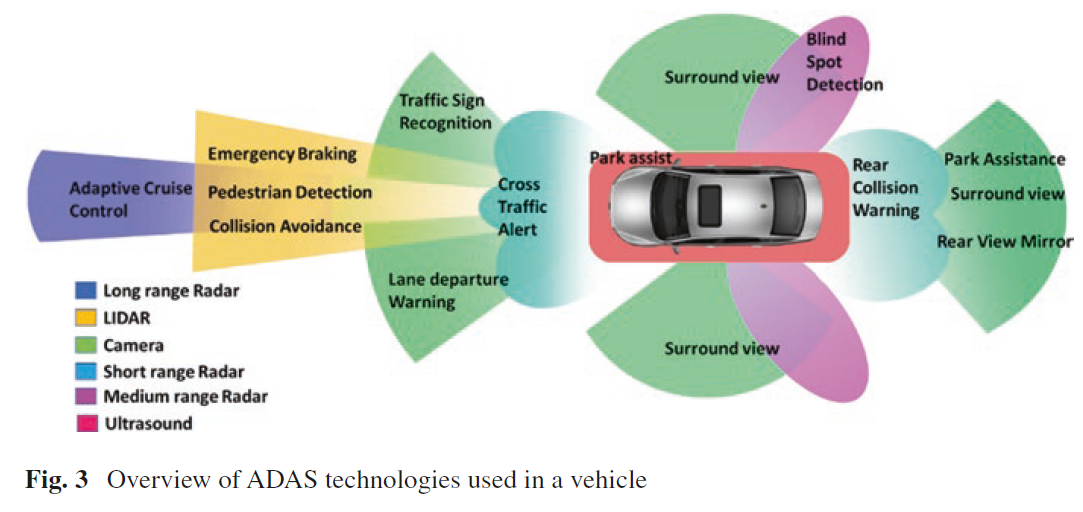 Blind
Spot
Detection
Surround view
Traffic Sign
Recognition
Emergency Braking
Park assist
Rear
Collision
Warning
Park Assistance
Adaptive Cruise
Control
Pedestrian Detection
Cross
Traffic
Alert
Surround view
Collision Avoidance
Rear View Mirror
Lane departure
Warning
Long range Radar
LIDAR
Camera
Short range Radar
Medium range Radar
Ultrasound
Surround view
Fig. 3 Overview of ADAS technologies used in a vehicle